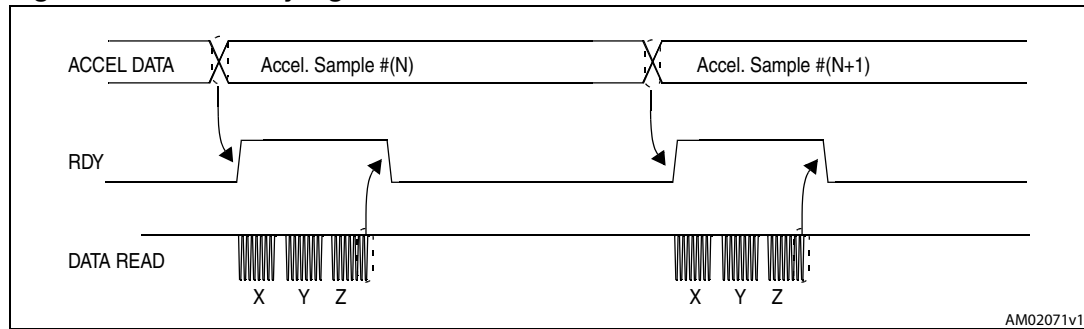 ACCEL DATA Accel. Sample #(N) Accel. Sample #(N+1)
RDY
DATA READ
X Y Z X Y Z
AM02071v1